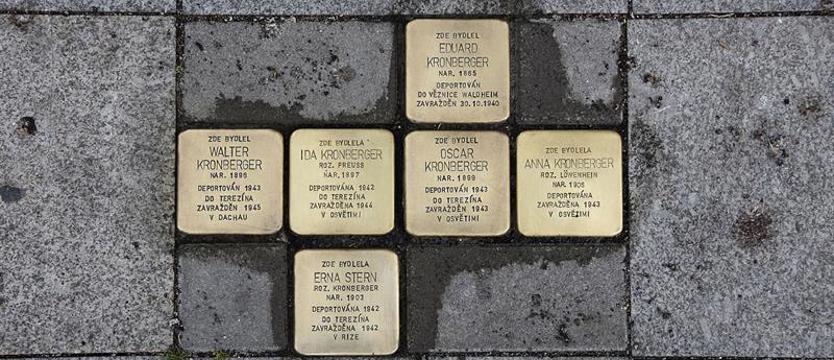 ZDE BYDLEL
EDUARD
KRONBERGER
NAR. 1865
DEPORTOVÁN
DO VĚZNICE WALDHEIM
ZAVRAŽDĚN 30.10.1940
ZDE BYDLEL
WALTER
KRONBERGER
NAR. 1896
DEPORTOVÁN 1943
DO TEREZÍNA
ZAVRAŽDĚN 1945
V DACHAU
ZDE BYDLELA
IDA KRONBERGER
ROZ. PREUSS
NAR. 1897
DEPORTOVÁNA 1942
DO TEREZÍNA
ZAVRAŽDĚNA 1944
V OSVĚTIMI
ZDE BYDLEL
OSCAR
KRONBERGER
NAR. 1899
DEPORTOVÁN 1943
DO TEREZÍNA
ZAVRAŽDĚN 1943
V OSVĚTIMI
ZDE BYDLELA
ANNA KRONBERGER
ROZ. LÖWENHEIN
NAR. 1906
DEPORTOVÁNA
ZAVRAŽDĚNA 1943
V OSVĚTIMI
ZDE BYDLELA
ERNA STERN
ROZ. KRONBERGER
NAR. 1903
DEPORTOVÁNA 1942
DO TEREZÍNA
ZAVRAŽDĚNA 1942
V RIZE